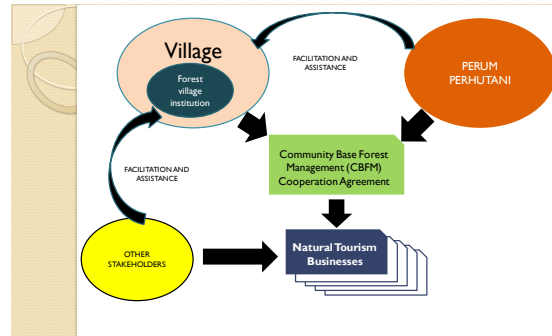 Village
Forest
village
institution
FACILITATION AND
ASSISTANCE
PERUM
PERHUTANI
Community Base Forest
Management (CBFM)
Cooperation Agreement
FACILITATION AND
ASSISTANCE
OTHER
STAKEHOLDERS
Natural Tourism
Businesses